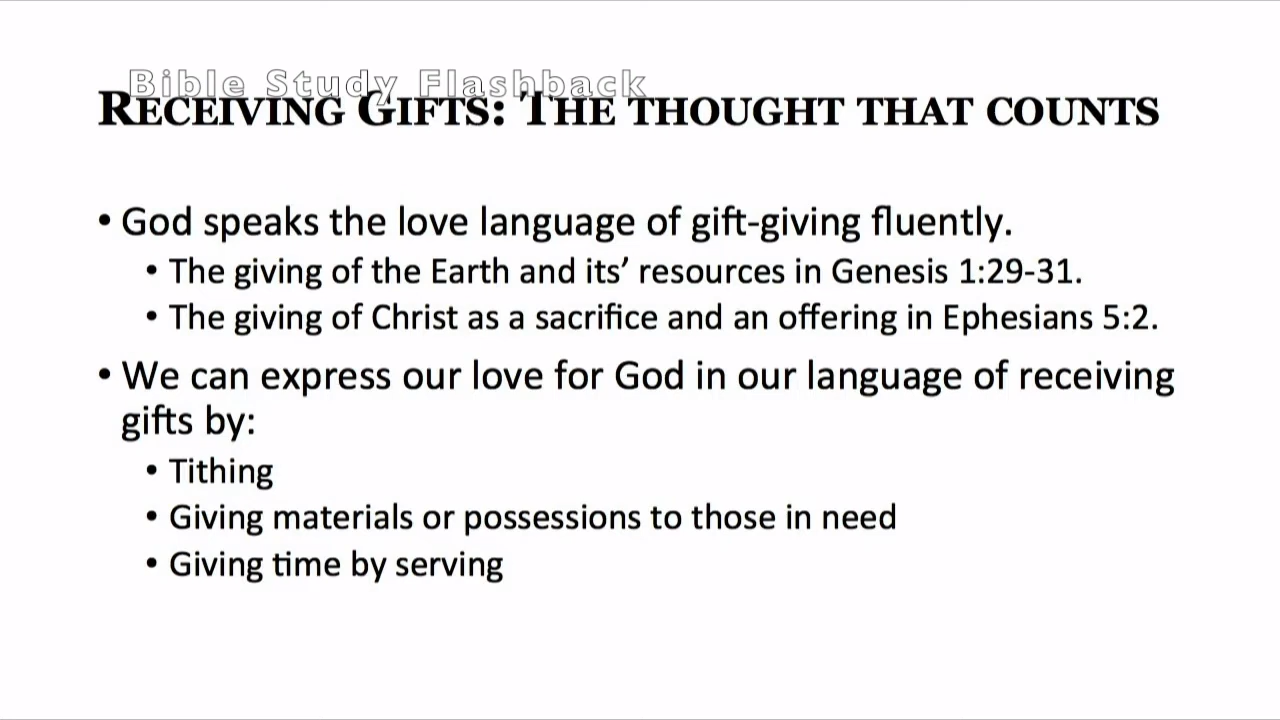 Bible Study Flashback
RECEIVING GIFTS: THE THOUGHT THAT COUNTS
• God speaks the love language of gift-giving fluently.
• The giving of the Earth and its’ resources in Genesis 1:29-31.
• The giving of Christ as a sacrifice and an offering in Ephesians 5:2.
• We can express our love for God in our language of receiving
gifts by:
• Tithing
• Giving materials or possessions to those in need
• Giving time by serving